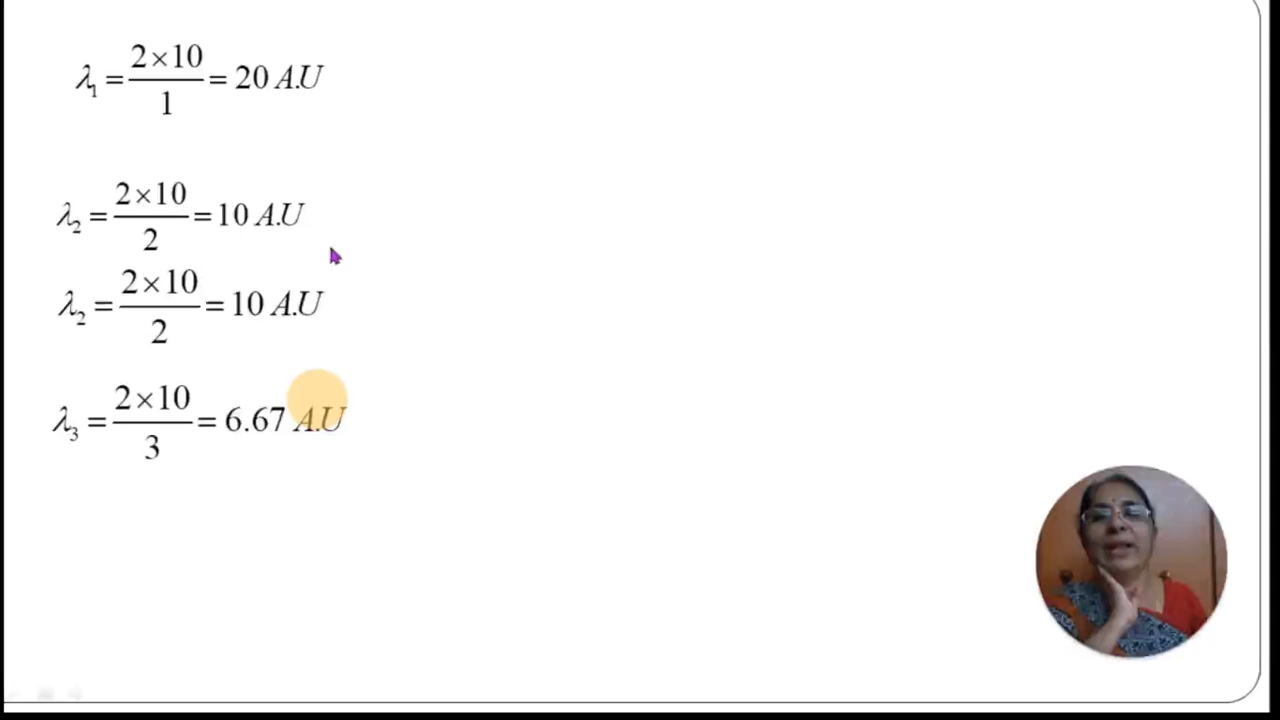 λ₁ = 2×10/1 = 20 A.U
λ₂ = 2×10/2 = 10 A.U
λ₂ = 2×10/2 = 10 A.U
λ₃ = 2×10/3 = 6.67 A.U